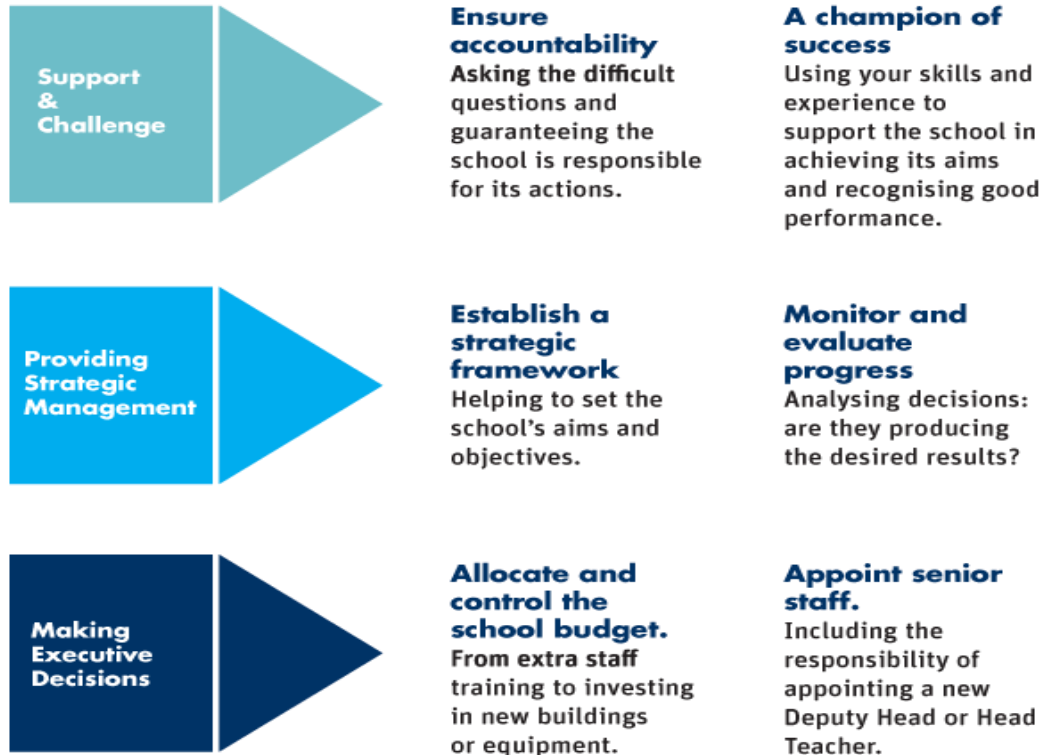 Support
&
Challenge
Ensure
accountability
Asking the difficult
questions and
guaranteeing the
school is responsible
for its actions.
A champion of
success
Using your skills and
experience to
support the school in
achieving its aims
and recognising good
performance.
Providing
Strategic
Management
Establish a
strategic
framework
Helping to set the
school's aims and
objectives.
Monitor and
evaluate
progress
Analysing decisions:
are they producing
the desired results?
Making
Executive
Decisions
Allocate and
control the
school budget.
From extra staff
training to investing
in new buildings
or equipment.
Appoint senior
staff.
Including the
responsibility of
appointing a new
Deputy Head or Head
Teacher.